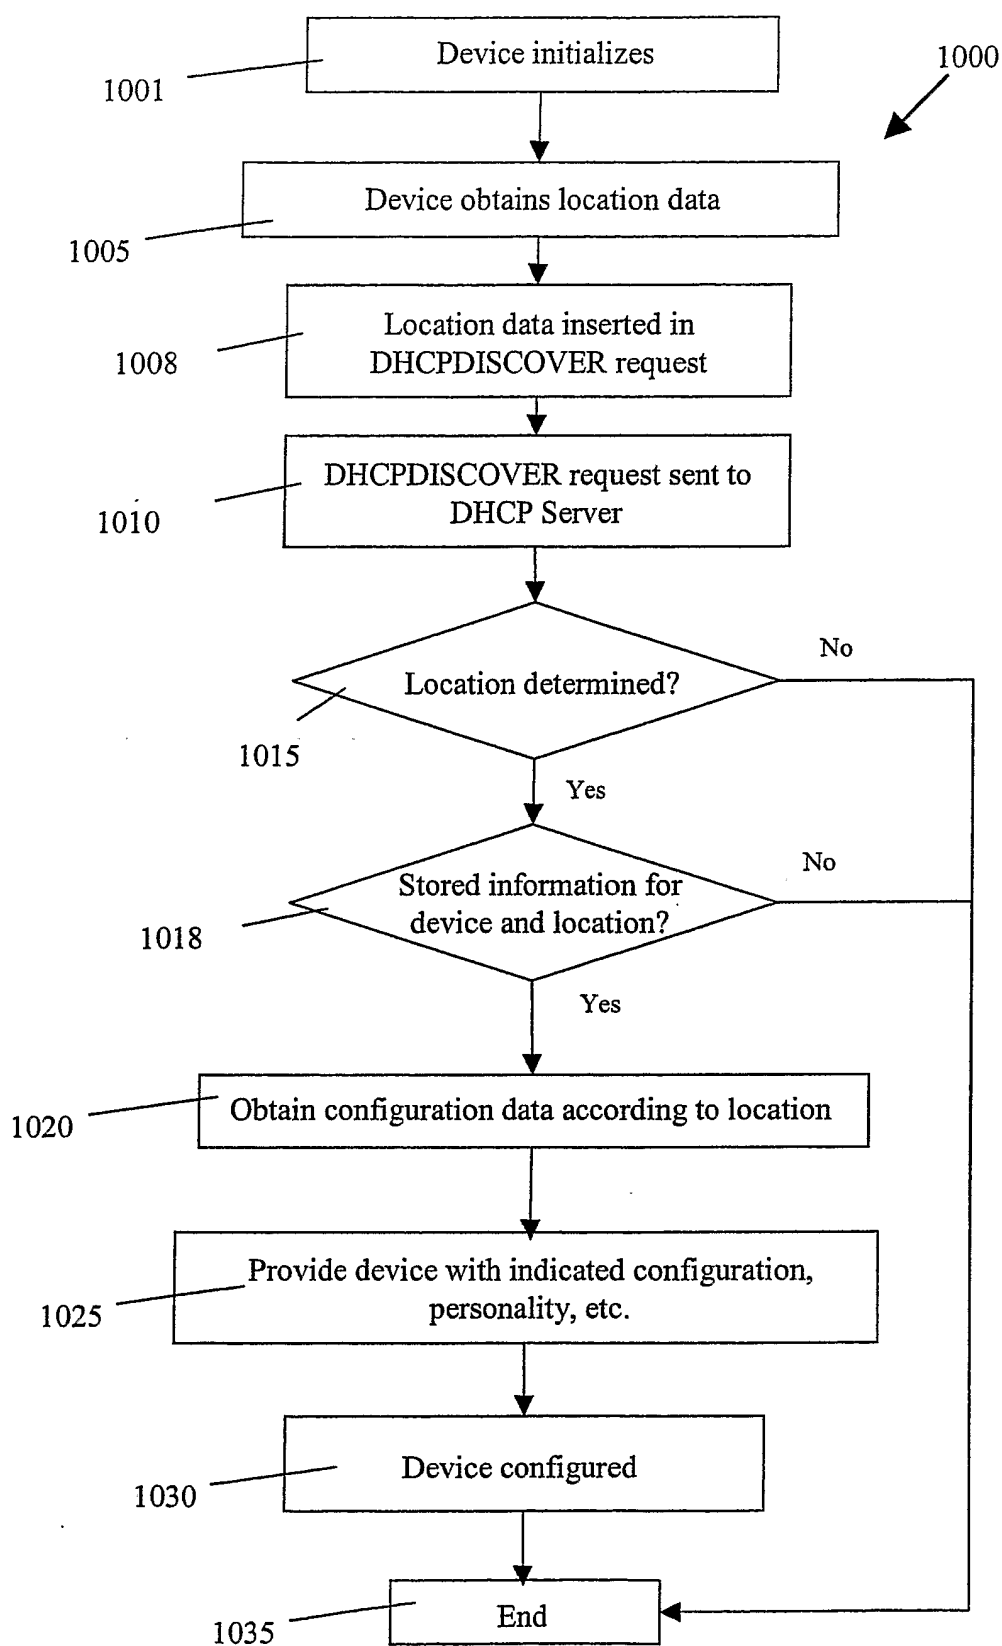 Device initializes
1001
1000
Device obtains location data
1005
Location data inserted in
DHCPDISCOVER request
1008
DHCPDISCOVER request sent to
DHCP Server
1010
Location determined?
No
1015
Yes
Stored information for
device and location?
No
1018
Yes
Obtain configuration data according to location
1020
Provide device with indicated configuration,
personality, etc.
1025
Device configured
1030
End
1035